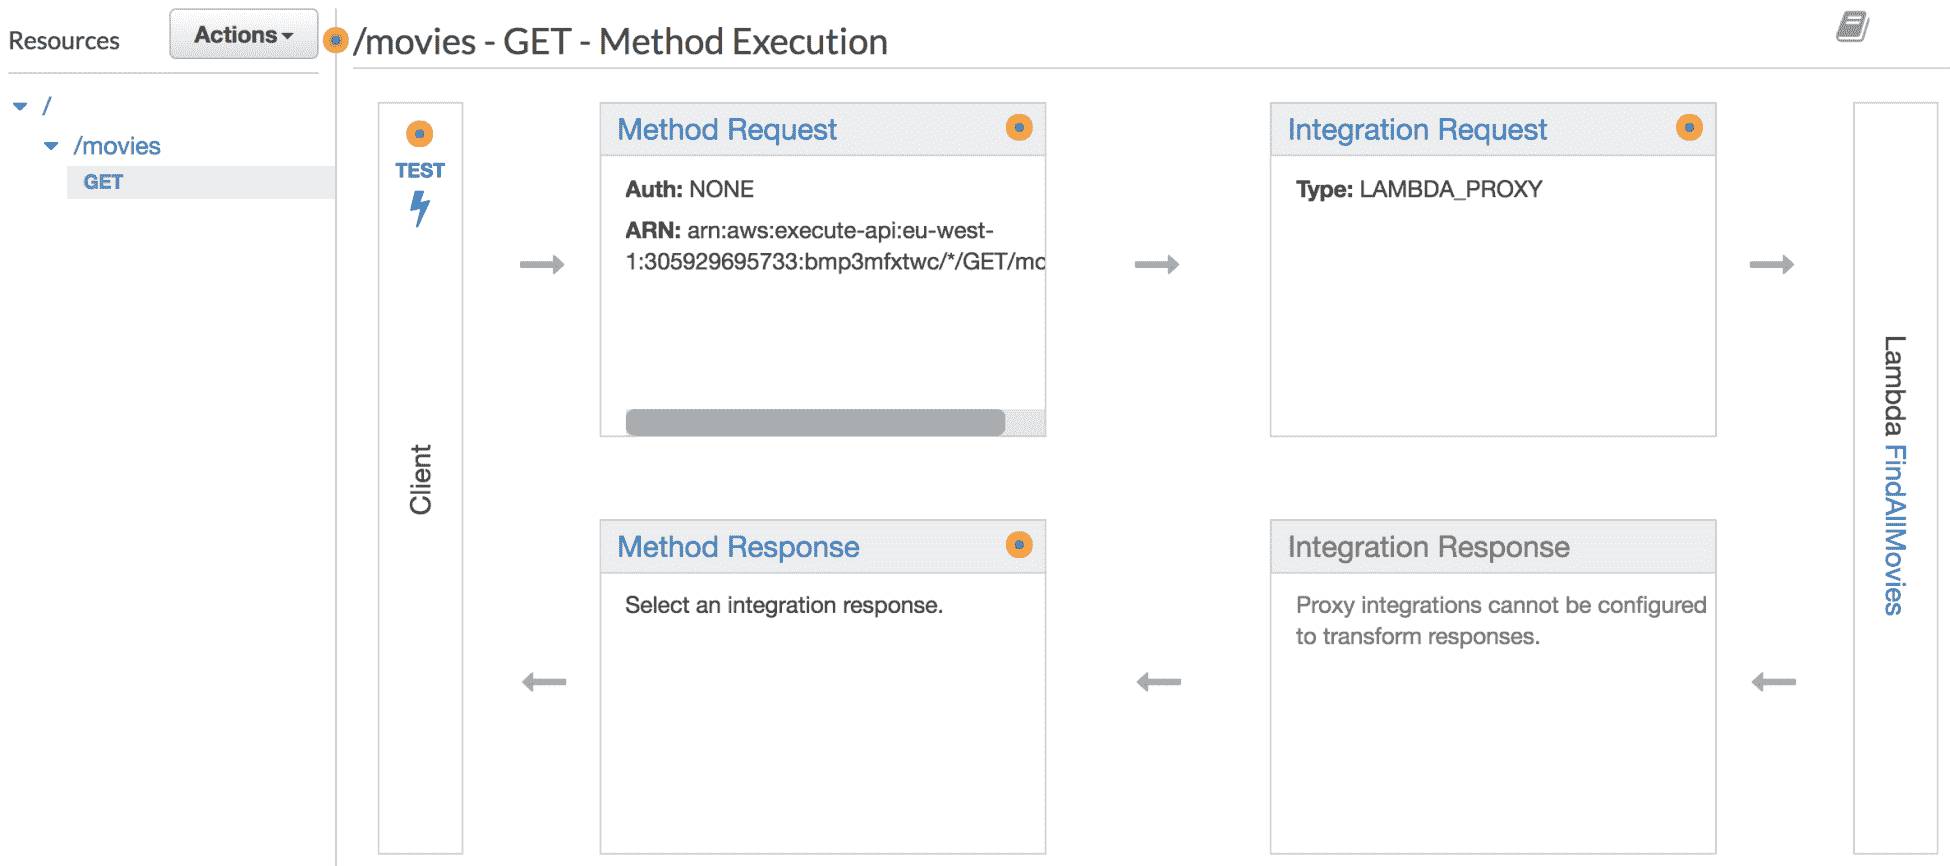 Resources
Actions
/movies - GET - Method Execution
/
/movies
GET
TEST
Client
Method Request
Auth: NONE
ARN: arn:aws:execute-api:eu-west-
1:305929695733:bmp3mfxtwc/*/GET/mo
Integration Request
Type: LAMBDA_PROXY
Lambda FindAllMovies
Method Response
Select an integration response.
Integration Response
Proxy integrations cannot be configured
to transform responses.